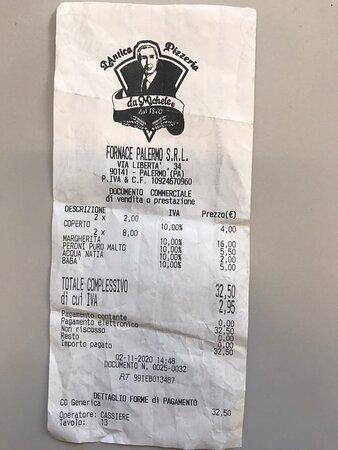 L'Antica Pizzeria
da Michele
dal 1870
FORNACE PALERMO S.R.L.
VIA LIBERTA', 34
90141 - PALERMO (PA)
P.IVA & C.F. 10924670960
DOCUMENTO COMMERCIALE
di vendita o prestazione
DESCRIZIONE IVA Prezzo(€)
2 x 2,00
COPERTO 10,00% 4,00
2 x 8,00
MARGHERITA 10,00% 16,00
PERONI PURO MALTO 10,00% 5,50
ACQUA NATIA 10,00% 2,00
BABA' 10,00% 5,00
TOTALE COMPLESSIVO 32,50
di cui IVA 2,95
Pagamento contante 0,00
Pagamento elettronico 32,50
Non riscosso 0,00
Resto 0,00
Importo pagato 32,50
02-11-2020 14:48
DOCUMENTO N. 0025-0032
RT 99IEB013487
DETTAGLIO FORME di PAGAMENTO
CC Generica 32,50
Operatore: CASSIERE
Tavolo: 13